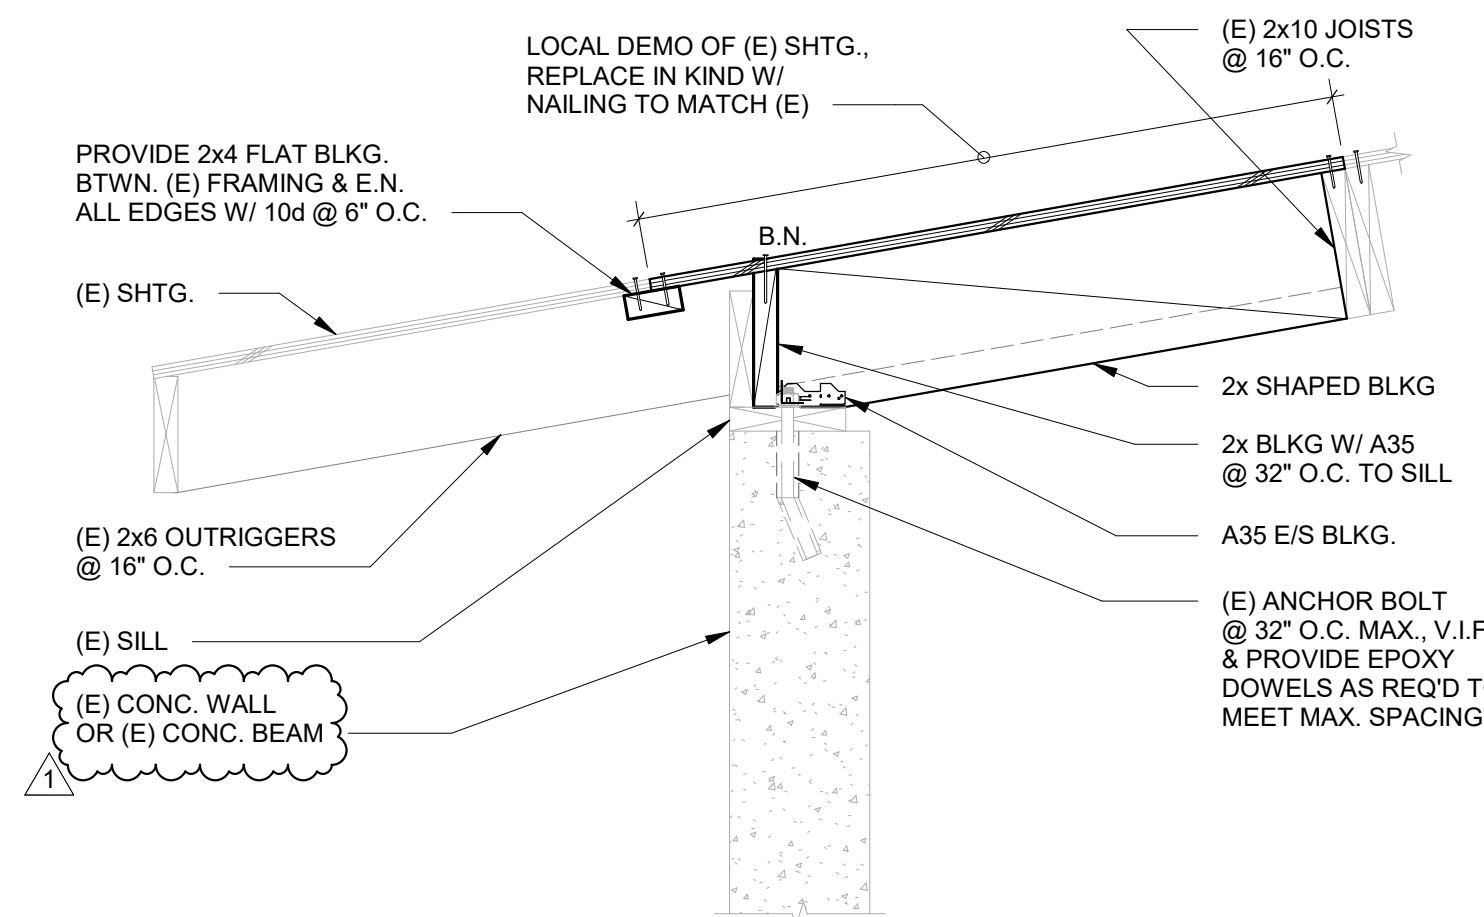 LOCAL DEMO OF (E) SHTG.,
REPLACE IN KIND W/
NAILING TO MATCH (E)
(E) 2x10 JOISTS
@ 16" O.C.
PROVIDE 2x4 FLAT BLKG.
BTWN. (E) FRAMING & E.N.
ALL EDGES W/ 10d @ 6" O.C.
B.N.
(E) SHTG.
2x SHAPED BLKG
2x BLKG W/ A35
@ 32" O.C. TO SILL
A35 E/S BLKG.
(E) 2x6 OUTRIGGERS
@ 16" O.C.
(E) ANCHOR BOLT
@ 32" O.C. MAX., V.I.F
& PROVIDE EPOXY
DOWELS AS REQ'D T
MEET MAX. SPACING
(E) SILL
(E) CONC. WALL
OR (E) CONC. BEAM
1